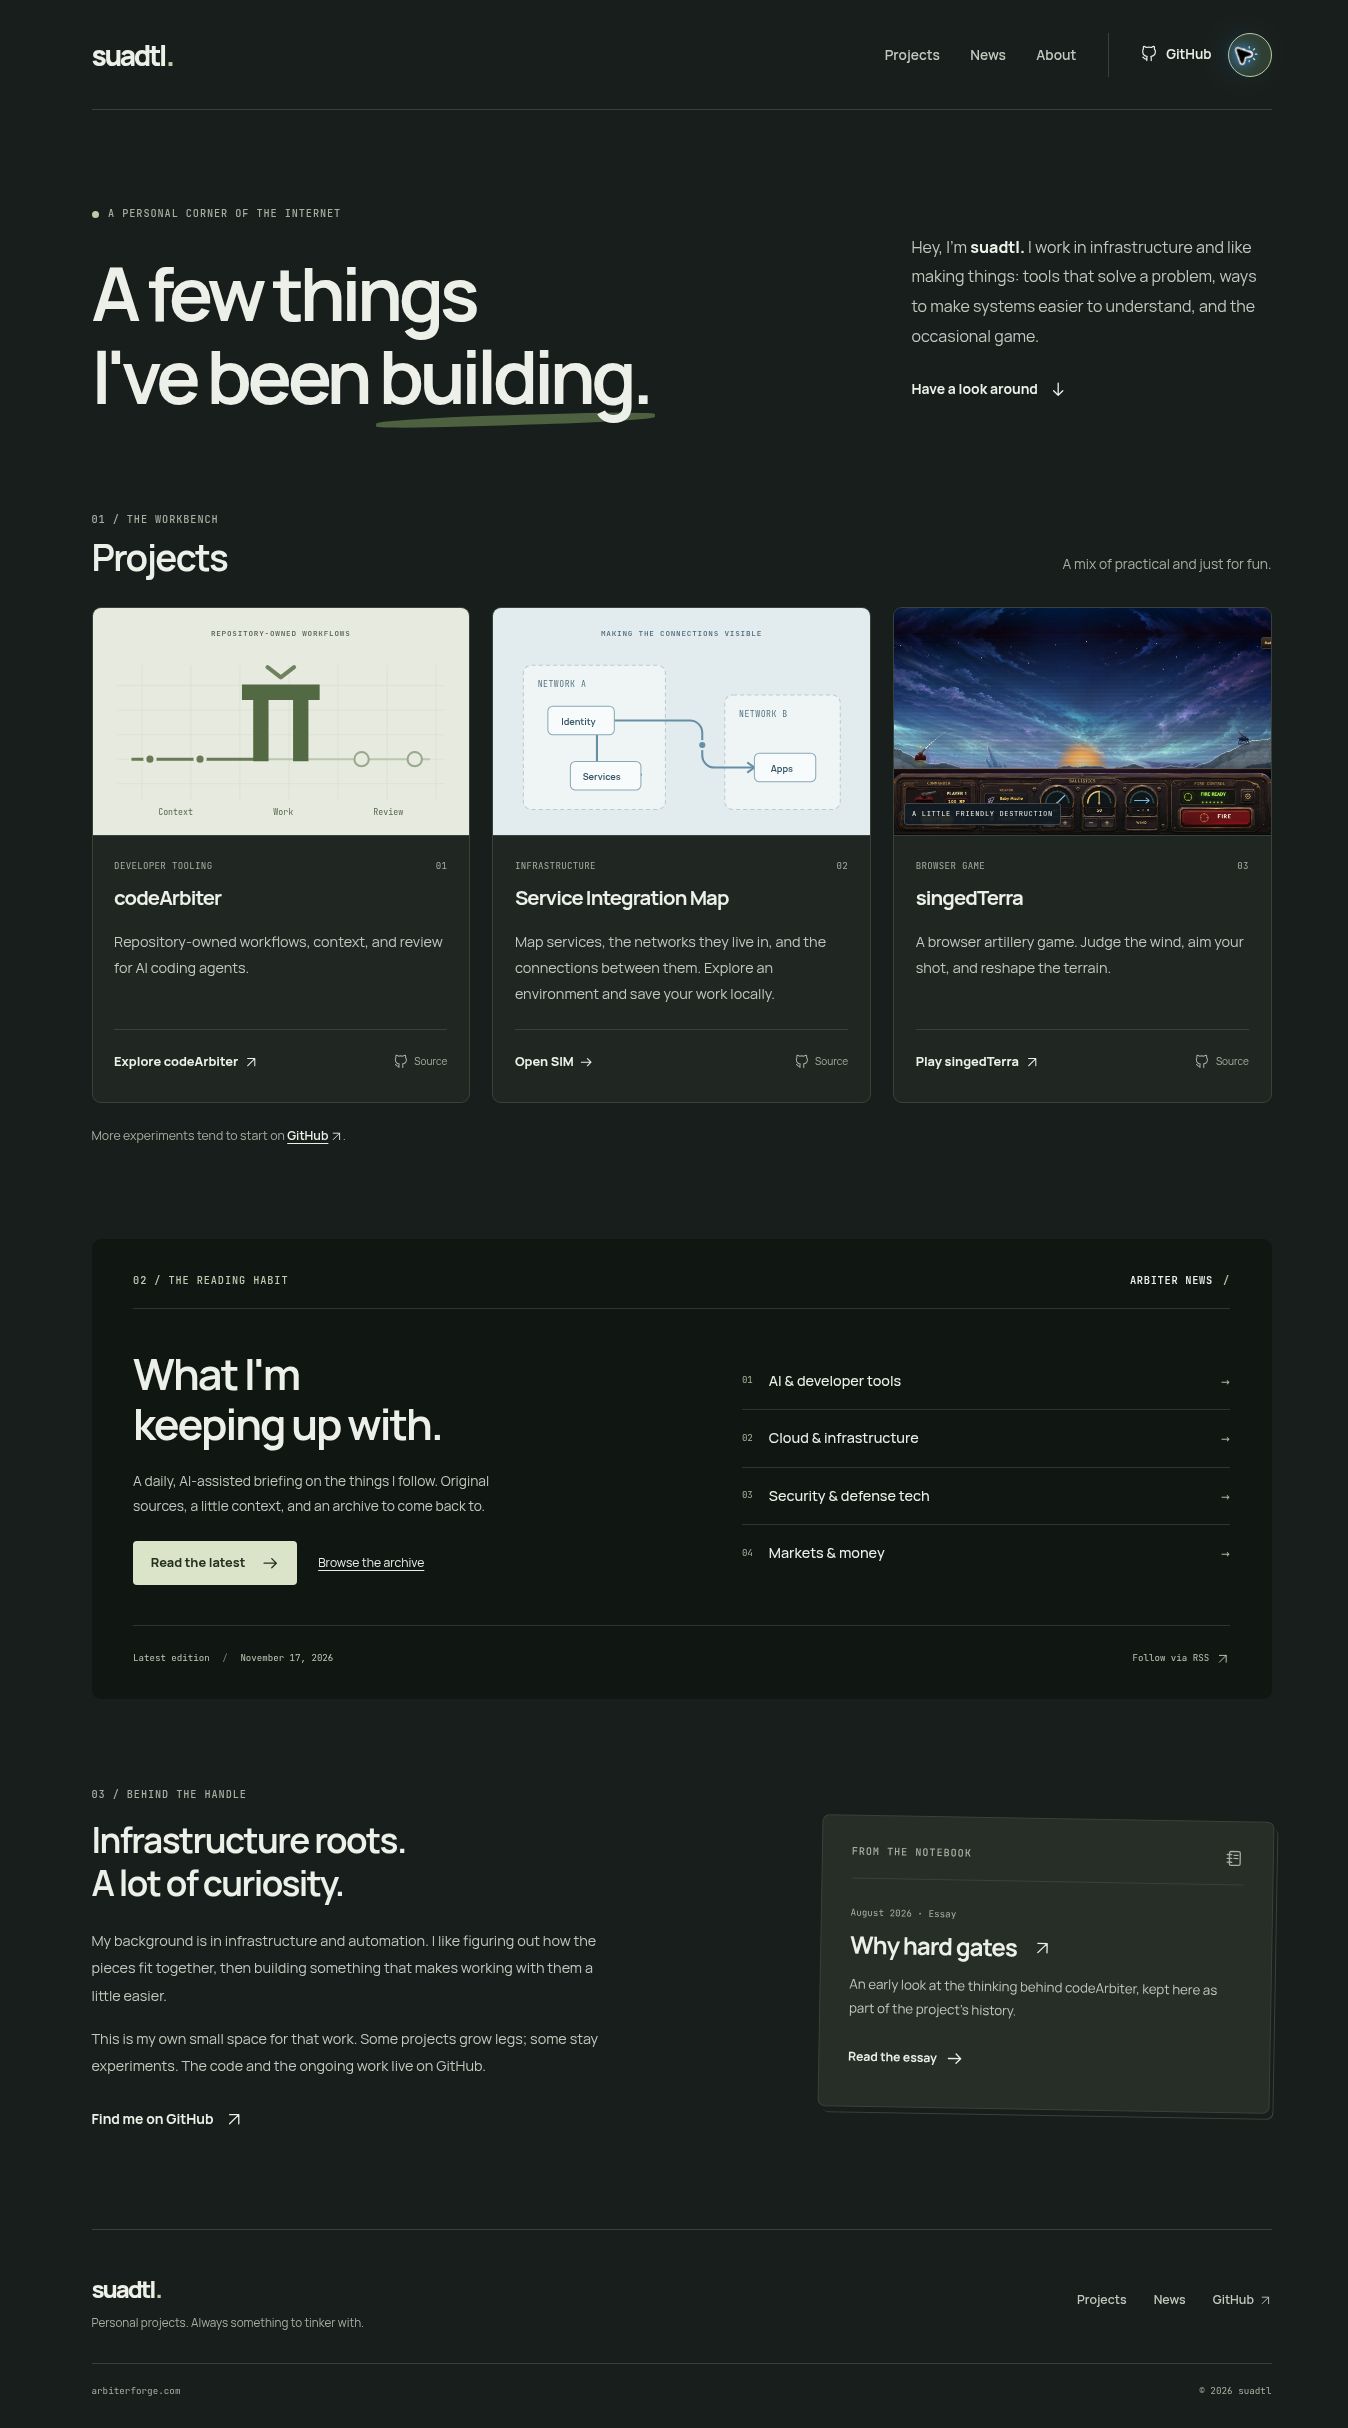 suadtl.
Projects
News
About
GitHub
A PERSONAL CORNER OF THE INTERNET
A few things
I've been building.
Hey, I'm suadtl. I work in infrastructure and like
making things: tools that solve a problem, ways
to make systems easier to understand, and the
occasional game.
Have a look around ↓
01 / THE WORKBENCH
Projects
A mix of practical and just for fun.
REPOSITORY-OWNED WORKFLOWS
Context
Work
Review
DEVELOPER TOOLING
01
codeArbiter
Repository-owned workflows, context, and review
for AI coding agents.
Explore codeArbiter ↗
Source
MAKING THE CONNECTIONS VISIBLE
NETWORK A
Identity
Services
NETWORK B
Apps
INFRASTRUCTURE
02
Service Integration Map
Map services, the networks they live in, and the
connections between them. Explore an
environment and save your work locally.
Open SIM →
Source
BALLISTICS
FIRE CONTROL
PLAYER 1
WEAPON
Baby Missile
FIRE READY
WIND
FIRE
A LITTLE FRIENDLY DESTRUCTION
BROWSER GAME
03
singedTerra
A browser artillery game. Judge the wind, aim your
shot, and reshape the terrain.
Play singedTerra ↗
Source
More experiments tend to start on GitHub ↗.
02 / THE READING HABIT
ARBITER NEWS /
What I'm
keeping up with.
A daily, AI-assisted briefing on the things I follow. Original
sources, a little context, and an archive to come back to.
Read the latest →
Browse the archive
01 AI & developer tools →
02 Cloud & infrastructure →
03 Security & defense tech →
04 Markets & money →
Latest edition / November 17, 2026
Follow via RSS ↗
03 / BEHIND THE HANDLE
Infrastructure roots.
A lot of curiosity.
My background is in infrastructure and automation. I like figuring out how the
pieces fit together, then building something that makes working with them a
little easier.
This is my own small space for that work. Some projects grow legs; some stay
experiments. The code and the ongoing work live on GitHub.
Find me on GitHub ↗
FROM THE NOTEBOOK
August 2026 · Essay
Why hard gates ↗
An early look at the thinking behind codeArbiter, kept here as
part of the project's history.
Read the essay →
suadtl.
Personal projects. Always something to tinker with.
Projects
News
GitHub ↗
arbiterforge.com
© 2026 suadtl